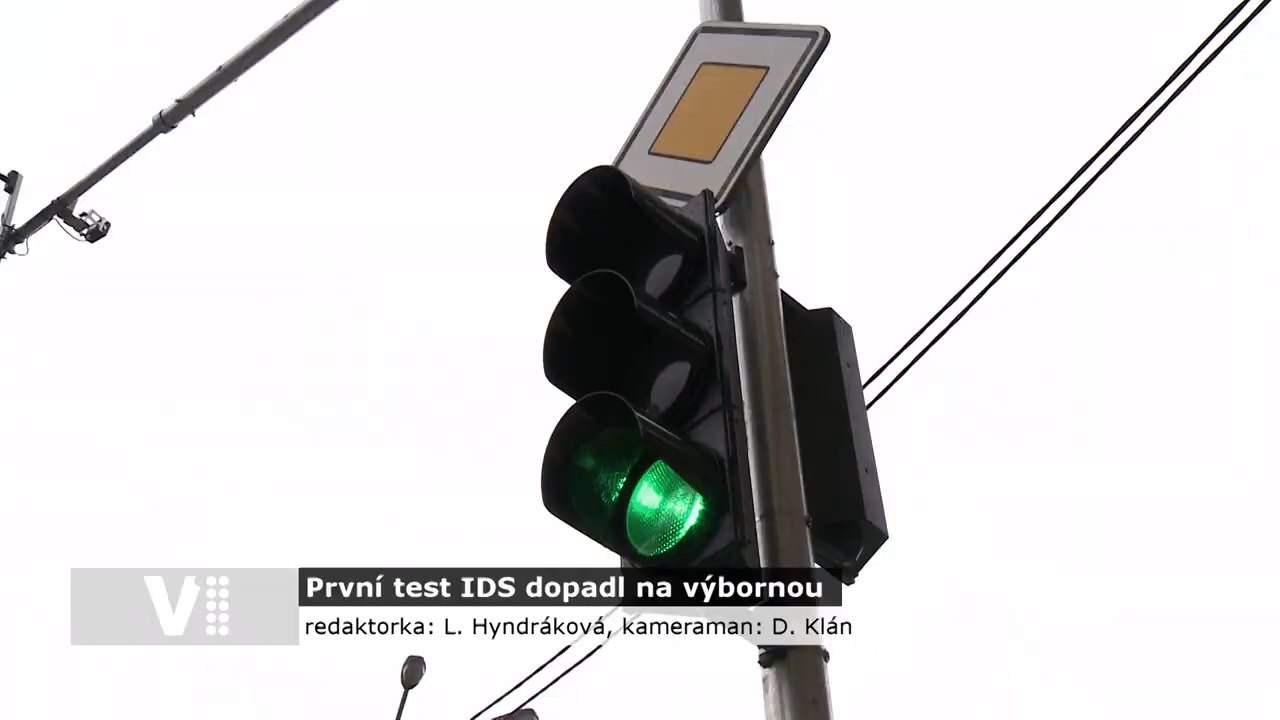 První test IDS dopadl na výbornou
redaktorka: L. Hyndráková, kameraman: D. Klán